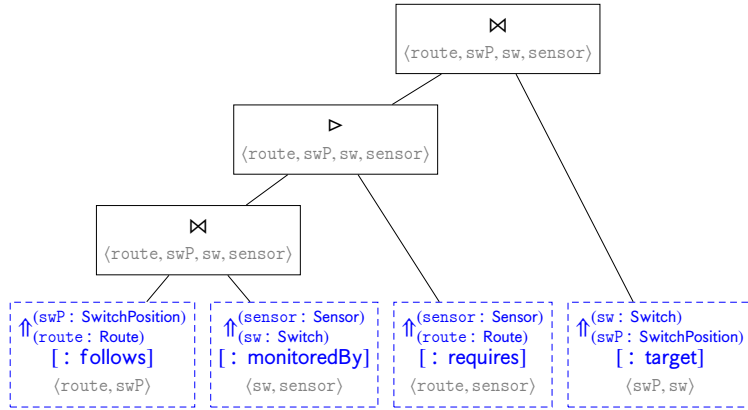 ⋈
⟨route, swP, sw, sensor⟩
▷
⟨route, swP, sw, sensor⟩
⋈
⟨route, swP, sw, sensor⟩
⇑(swP : SwitchPosition)
(route : Route)
[ : follows]
⟨route, swP⟩
⇑(sensor : Sensor)
(sw : Switch)
[ : monitoredBy]
⟨sw, sensor⟩
⇑(sensor : Sensor)
(route : Route)
[ : requires]
⟨route, sensor⟩
⇑(sw : Switch)
(swP : SwitchPosition)
[ : target]
⟨swP, sw⟩